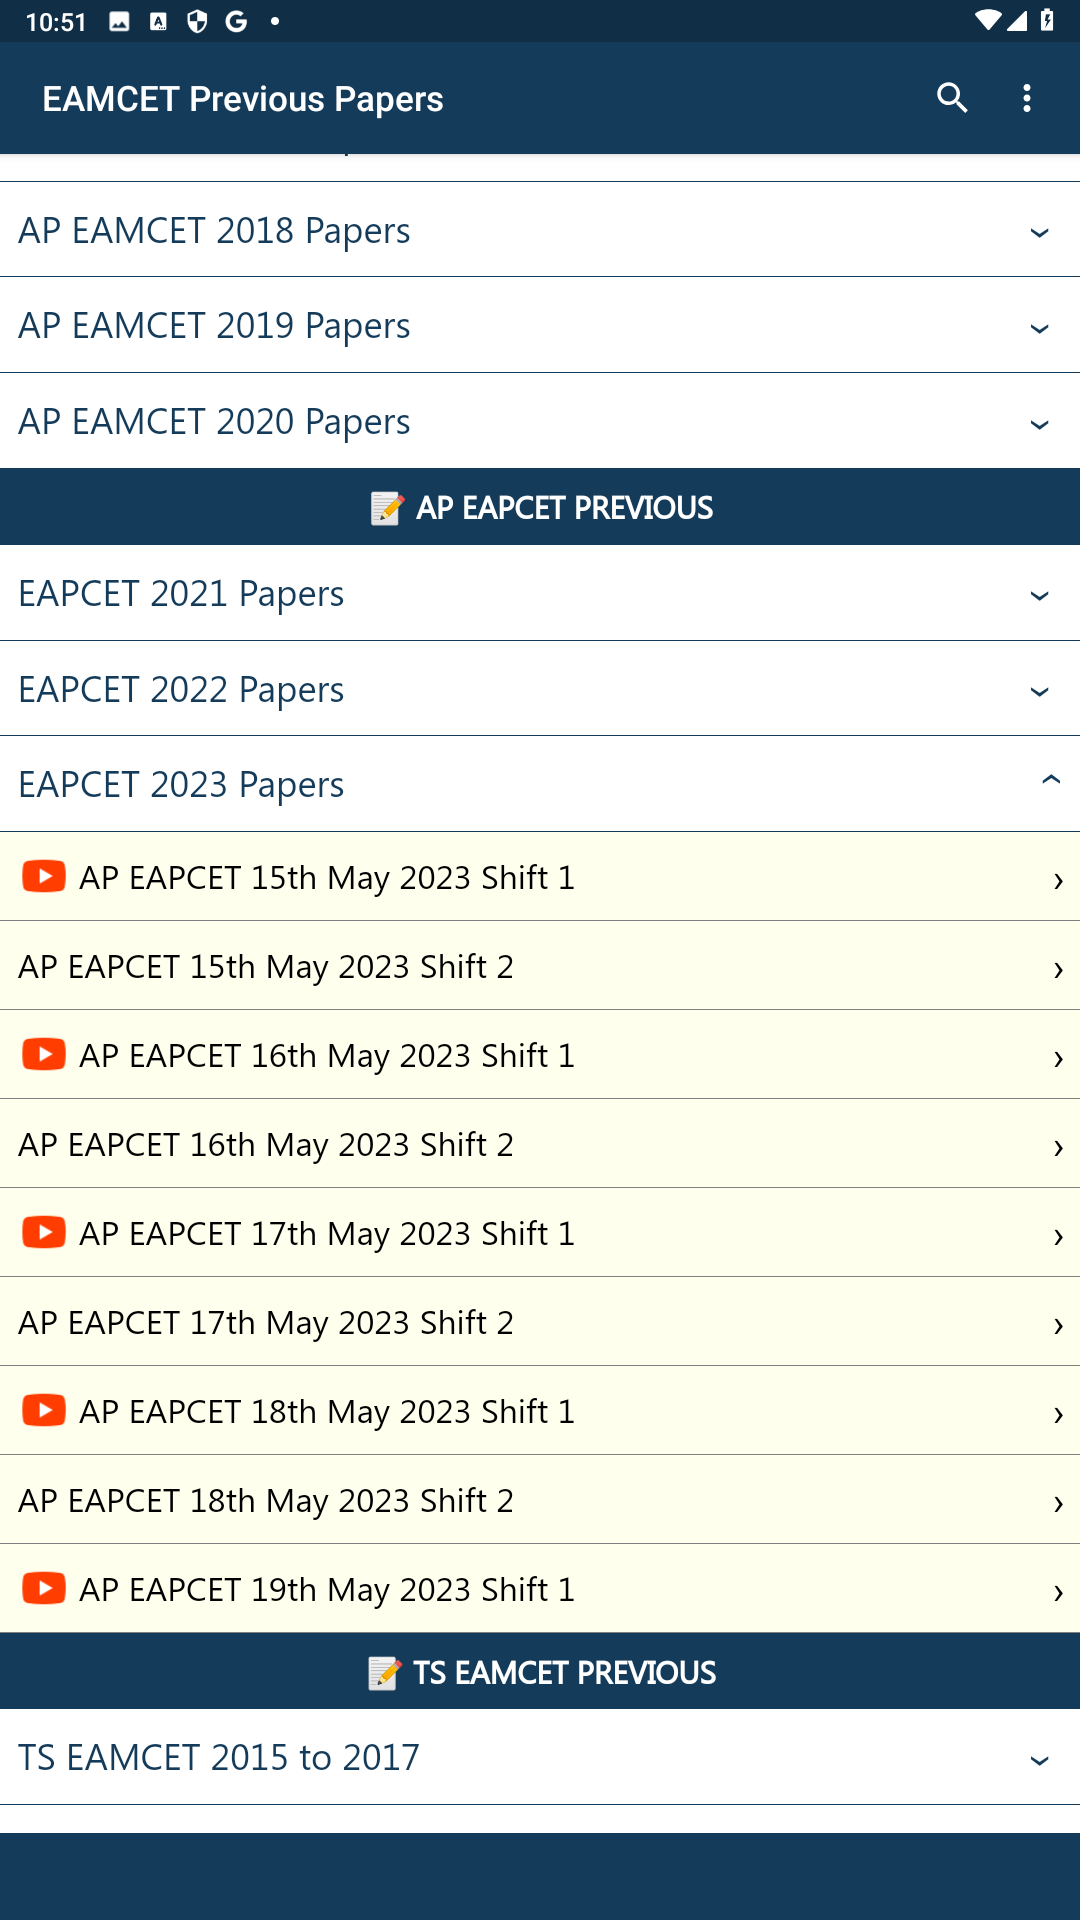 10:51
EAMCET Previous Papers
AP EAMCET 2018 Papers
AP EAMCET 2019 Papers
AP EAMCET 2020 Papers
📝 AP EAPCET PREVIOUS
EAPCET 2021 Papers
EAPCET 2022 Papers
EAPCET 2023 Papers
AP EAPCET 15th May 2023 Shift 1
AP EAPCET 15th May 2023 Shift 2
AP EAPCET 16th May 2023 Shift 1
AP EAPCET 16th May 2023 Shift 2
AP EAPCET 17th May 2023 Shift 1
AP EAPCET 17th May 2023 Shift 2
AP EAPCET 18th May 2023 Shift 1
AP EAPCET 18th May 2023 Shift 2
AP EAPCET 19th May 2023 Shift 1
📝 TS EAMCET PREVIOUS
TS EAMCET 2015 to 2017